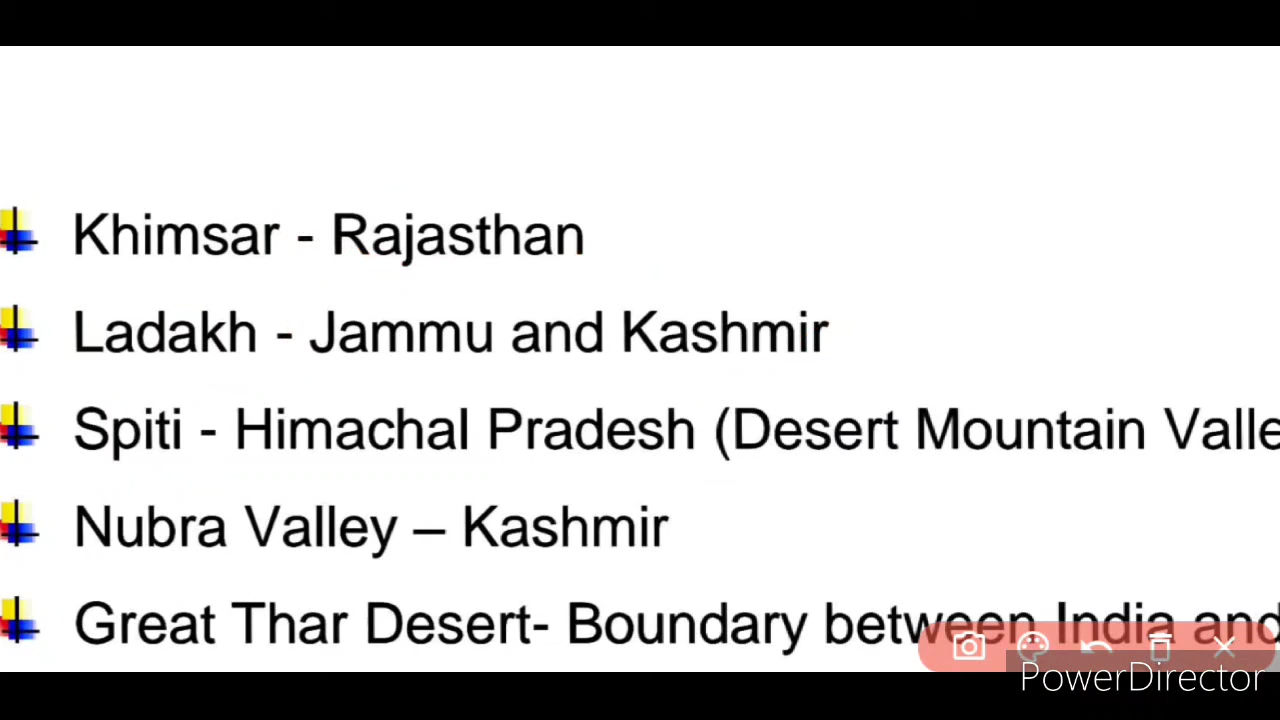 Khimsar - Rajasthan
Ladakh - Jammu and Kashmir
Spiti - Himachal Pradesh (Desert Mountain Valle
Nubra Valley – Kashmir
Great Thar Desert- Boundary between India and
PowerDirector